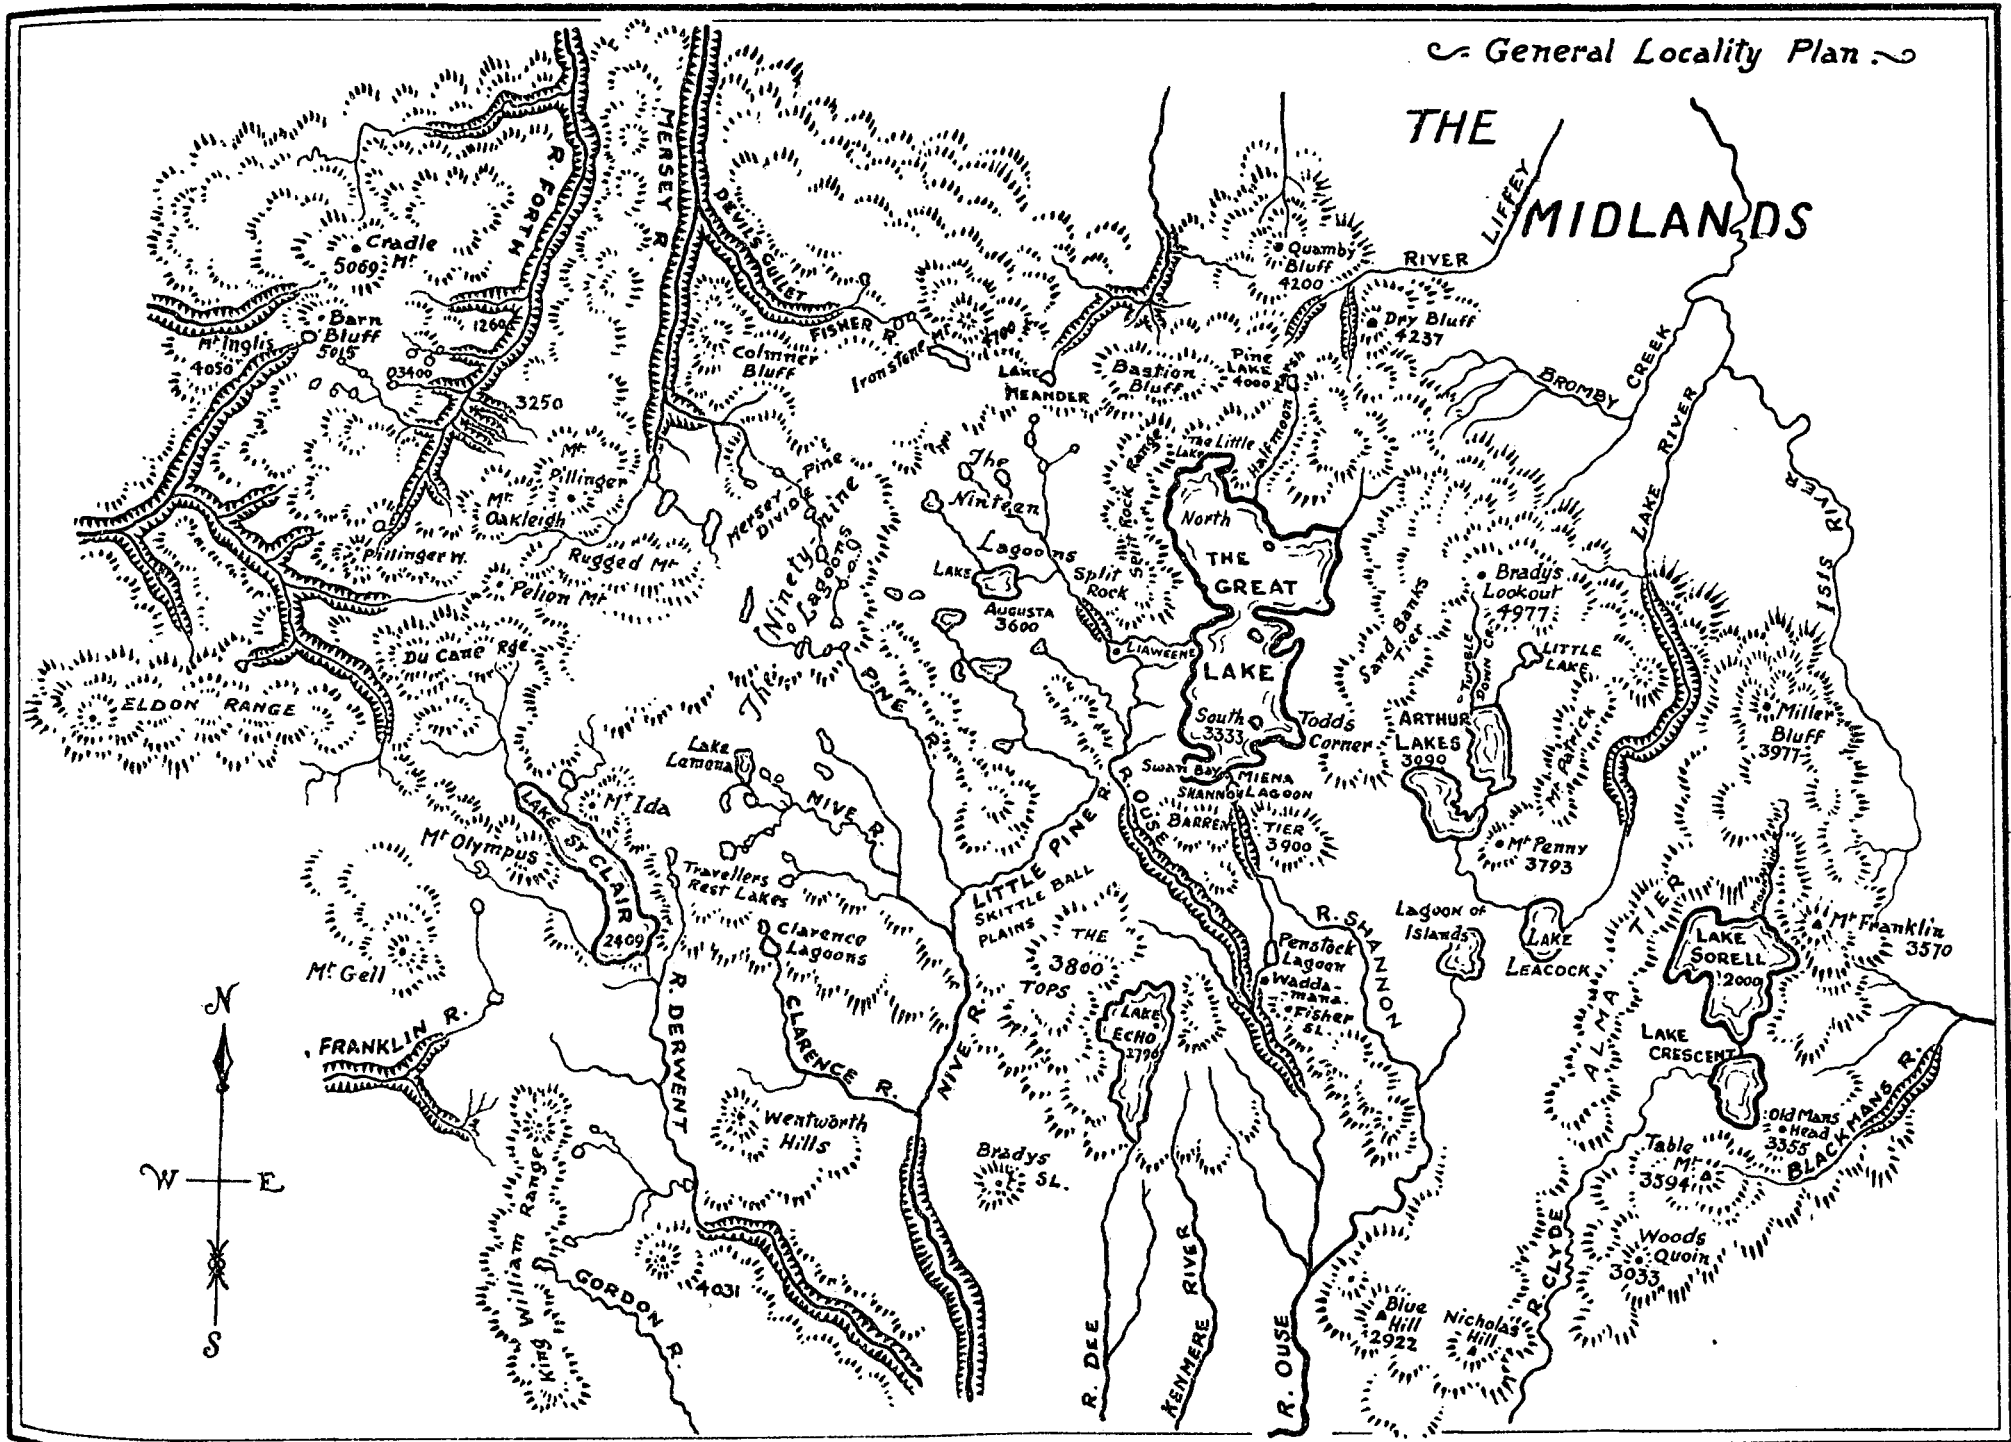 General Locality Plan.
THE
MIDLANDS
MERSEY R.
R. FORTH
DEVILS GULLET
RIVER LIFFEY
Cradle
Mt
5069
Quamby
Bluff
4200
Barn
Bluff
5015
1260
Mt Inglis
4050
03400
3250
FISHER R.
Ironstone Mt
4700
Dry Bluff
4237
Colmner
Bluff
LAKE
MEANDER
Bastion
Bluff
Pine
LAKE
4000
Halfmoon Marsh
BROMBY CREEK
LAKE RIVER
ISIS RIVER
Mt.
Pillinger
Mt.
Oakleigh
Mersey
DIVIDE
Pine
The
Ninteen
Lagoons
Split Rock Range
The Little
Lake
North
THE
GREAT
LAKE
South
3333
Pillinger W.
Rugged Mt
Pelion Mt.
The Ninety-nine
Lagoons
LAKE
AUGUSTA
3600
Split
Rock
LIAWEENE
Sand Banks
Tier
Bradys
Lookout
4977
TUMBLE
DOWN CR.
LITTLE
LAKE
Du Cane Rge
ELDON RANGE
PINE R.
Todds
Corner
ARTHUR
LAKES
3090
Mt Patrick
Miller
Bluff
3977
Lake
Lemona
NIVE R.
LAKE ST CLAIR
2409
Mt Ida
Mt Olympus
Swan Bay
MIENA
SHANNON LAGOON
R. OUSE
BARREN
TIER
3900
Mt Penny
3793
LITTLE PINE R.
SKITTLE BALL
PLAINS
Travellers
Rest Lakes
Clarence
Lagoons
Mt Gell
THE
3800
TOPS
R. SHANNON
Penstock
Lagoon
Wadda-
mana.
Fisher
SL.
Lagoon of
Islands
LAKE
LEACOCK
ALMA TIER
LAKE
SORELL
2000
Mt Franklin
3570
N
W E
S
FRANKLIN R.
R. DERWENT
CLARENCE R.
NIVE R.
LAKE
ECHO
2790
LAKE
CRESCENT
Wentworth
Hills
Bradys
SL.
Old Mans
Head
3355
BLACKMANS R.
Table
Mt
3594
King William Range
GORDON R.
4031
Woods
Quoin
3033
R. CLYDE
R. DEE
KENMERE RIVER
R. OUSE
Blue
Hill
2922
Nicholas
Hill